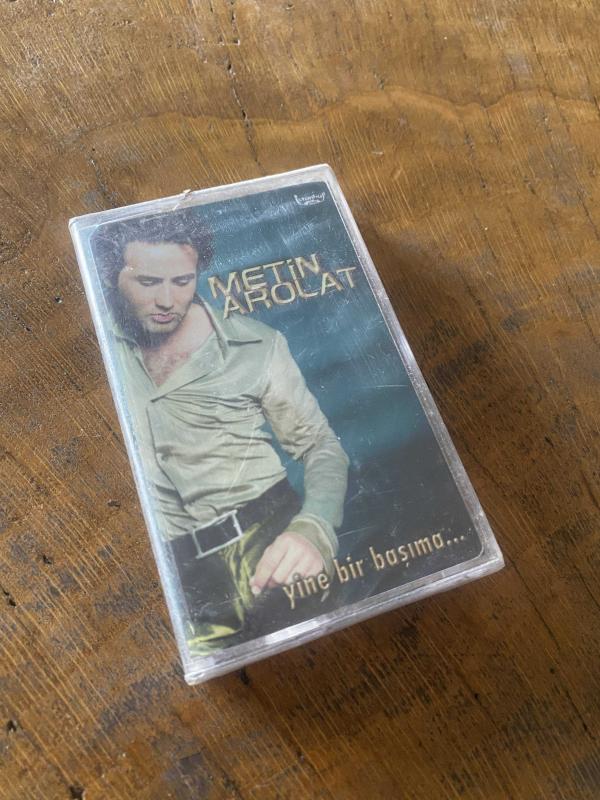 METİN
AROLAT
yine bir başıma...